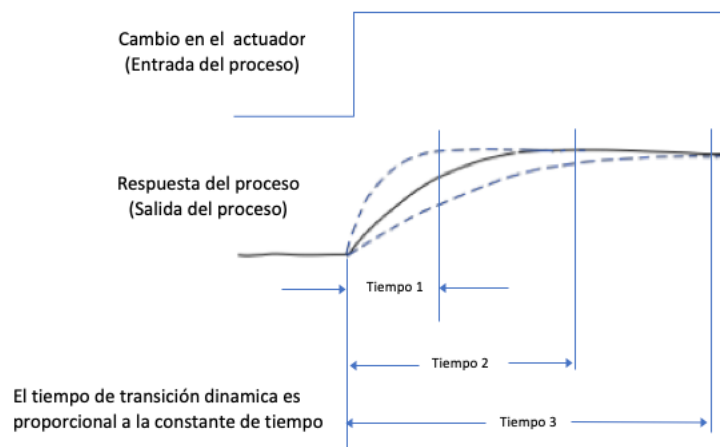 Cambio en el actuador
(Entrada del proceso)
Respuesta del proceso
(Salida del proceso)
Tiempo 1
Tiempo 2
El tiempo de transición dinamica es
proporcional a la constante de tiempo
Tiempo 3